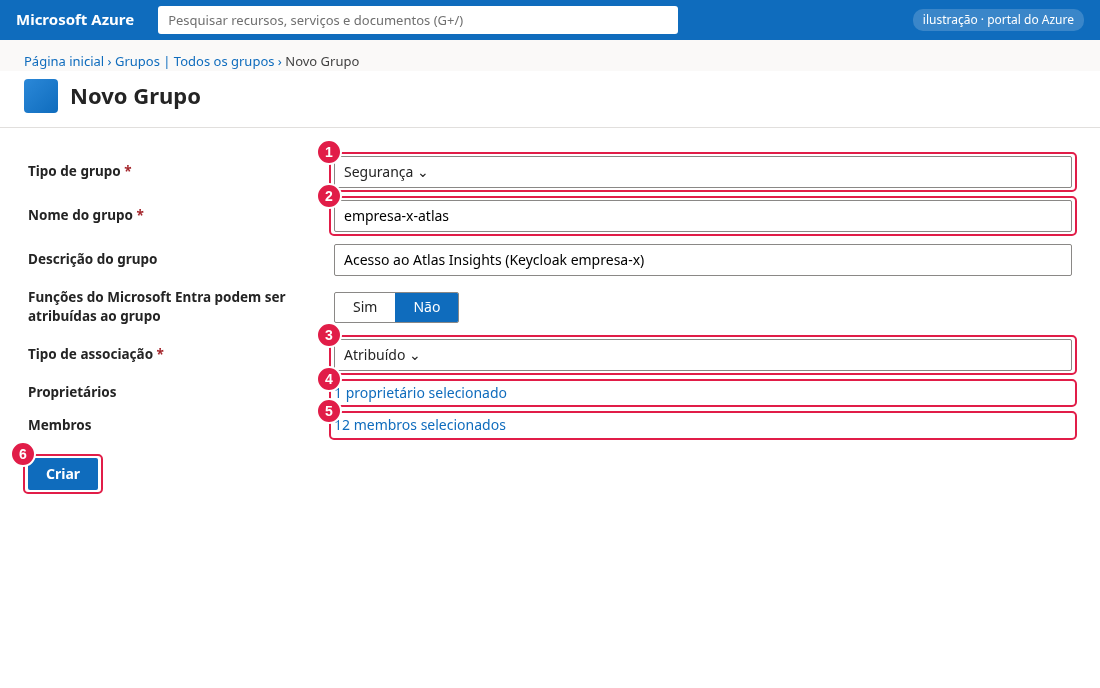 Microsoft Azure
Pesquisar recursos, serviços e documentos (G+/)
ilustração · portal do Azure
Página inicial › Grupos | Todos os grupos › Novo Grupo
Novo Grupo
1
Tipo de grupo *
Segurança ⌄
2
Nome do grupo *
empresa-x-atlas
Descrição do grupo
Acesso ao Atlas Insights (Keycloak empresa-x)
Funções do Microsoft Entra podem ser
atribuídas ao grupo
Sim Não
3
Tipo de associação *
Atribuído ⌄
4
Proprietários
1 proprietário selecionado
5
Membros
12 membros selecionados
6
Criar